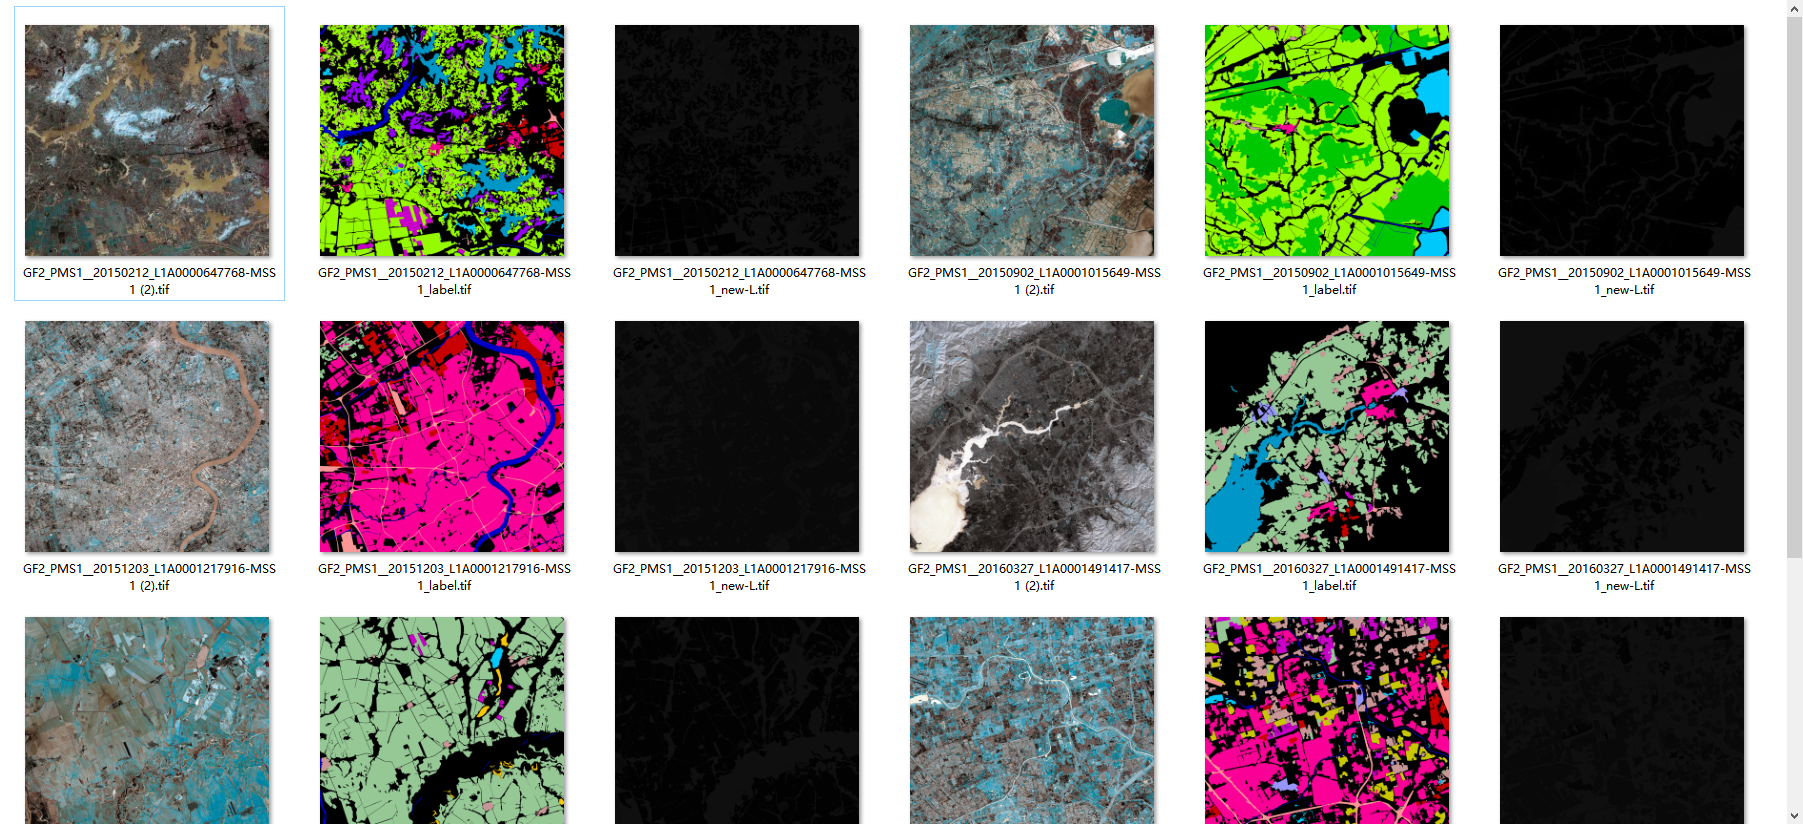 GF2_PMS1__20150212_L1A0000647768-MSS
1 (2).tif
GF2_PMS1__20150212_L1A0000647768-MSS
1_label.tif
GF2_PMS1__20150212_L1A0000647768-MSS
1_new-L.tif
GF2_PMS1__20150902_L1A0001015649-MSS
1 (2).tif
GF2_PMS1__20150902_L1A0001015649-MSS
1_label.tif
GF2_PMS1__20150902_L1A0001015649-MSS
1_new-L.tif
GF2_PMS1__20151203_L1A0001217916-MSS
1 (2).tif
GF2_PMS1__20151203_L1A0001217916-MSS
1_label.tif
GF2_PMS1__20151203_L1A0001217916-MSS
1_new-L.tif
GF2_PMS1__20160327_L1A0001491417-MSS
1 (2).tif
GF2_PMS1__20160327_L1A0001491417-MSS
1_label.tif
GF2_PMS1__20160327_L1A0001491417-MSS
1_new-L.tif